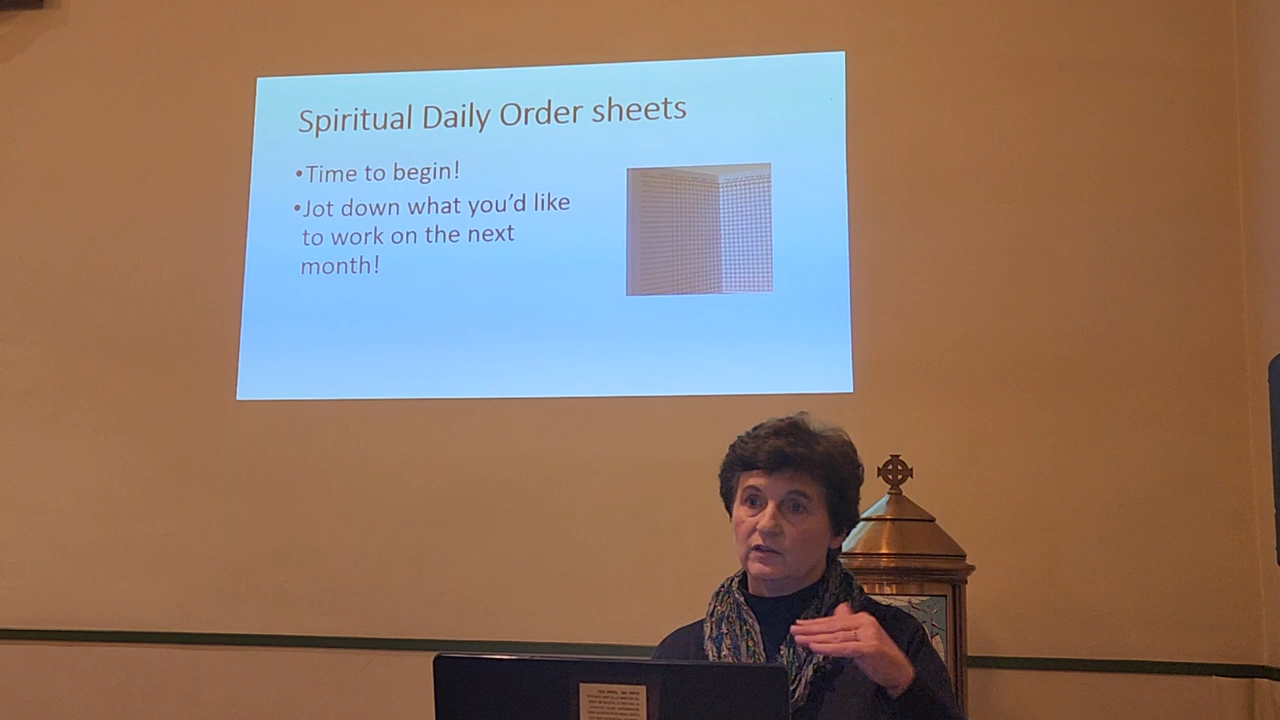 Spiritual Daily Order sheets
•Time to begin!
•Jot down what you'd like
to work on the next
month!